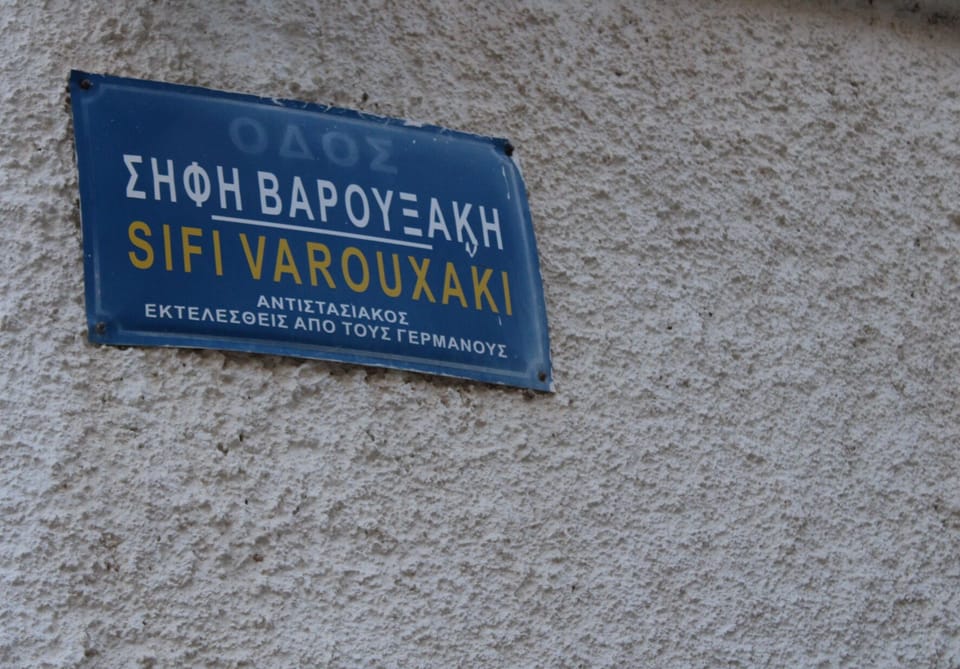 ΟΔΟΣ
ΣΗΦΗ ΒΑΡΟΥΞΑΚΗ
SIFI VAROUXAKI
ΑΝΤΙΣΤΑΣΙΑΚΟΣ
ΕΚΤΕΛΕΣΘΕΙΣ ΑΠΟ ΤΟΥΣ ΓΕΡΜΑΝΟΥΣ